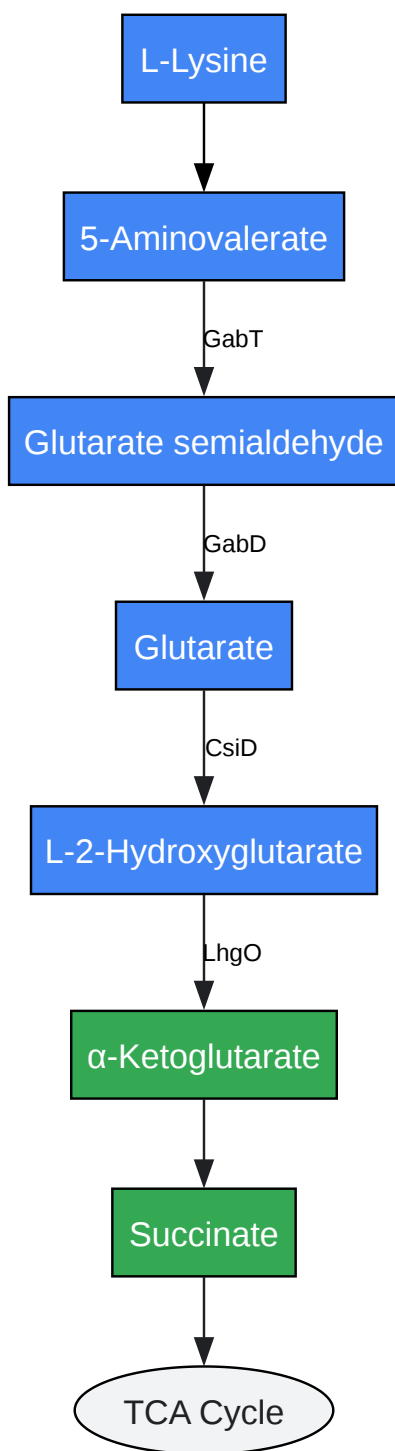 L-Lysine
5-Aminovalerate
GabT
Glutarate semialdehyde
GabD
Glutarate
CsiD
L-2-Hydroxyglutarate
LhgO
α-Ketoglutarate
Succinate
TCA Cycle